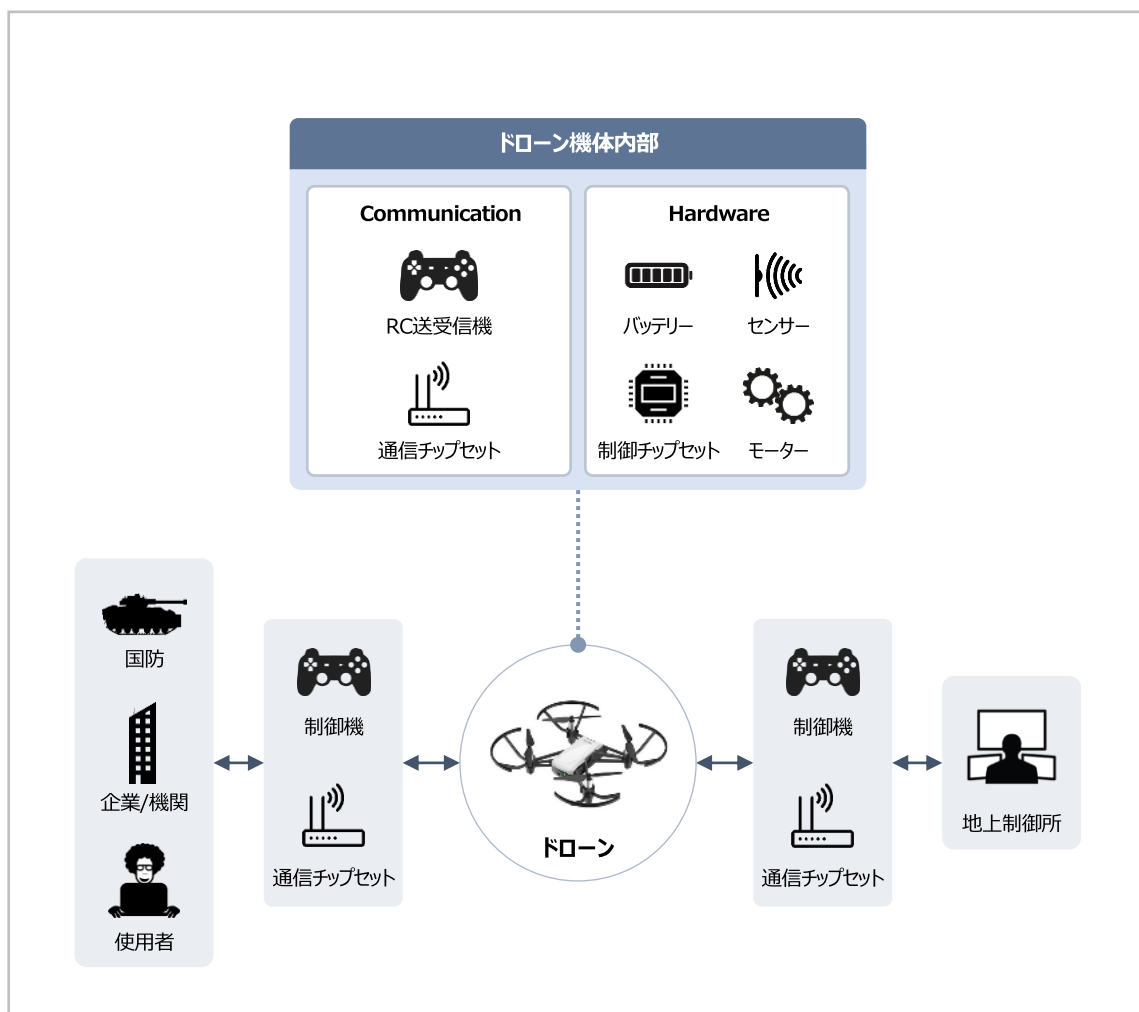 ドローン機体内部
Communication
RC送受信機
通信チップセット
Hardware
バッテリー
センサー
制御チップセット
モーター
国防
企業/機関
使用者
制御機
通信チップセット
ドローン
制御機
通信チップセット
地上制御所